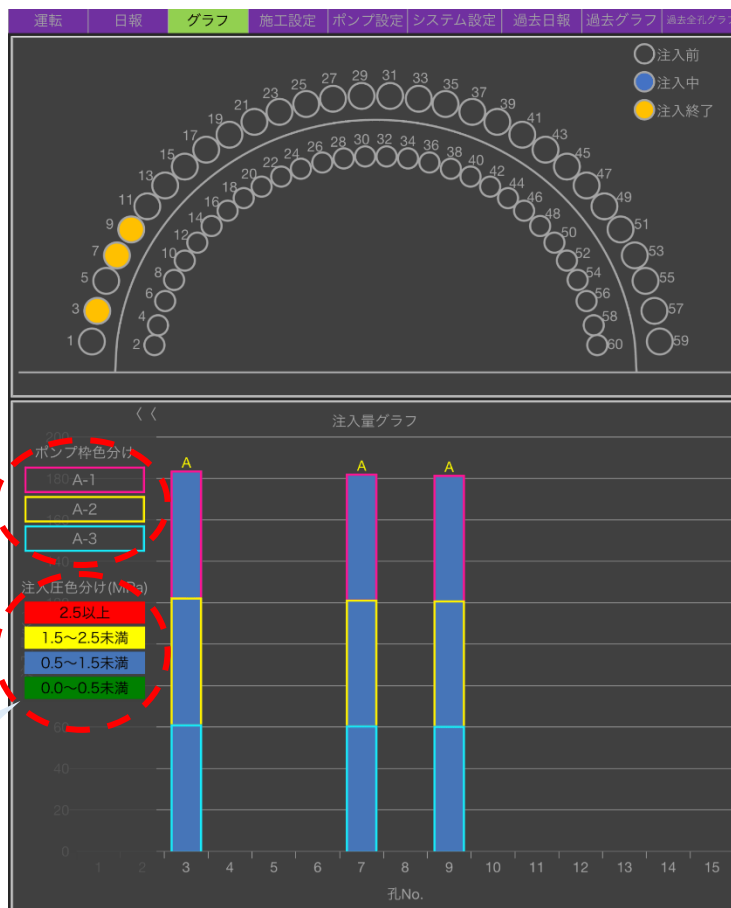 運転 日報 グラフ 施工設定 ポンプ設定 システム設定 過去日報 過去グラフ 過去全孔グラフ
注入前
注入中
注入終了
1 3 5 7 9 11 13 15 17 19 21 23 25 27 29 31 33 35 37 39 41 43 45 47 49 51 53 55 57 59
2 4 6 8 10 12 14 16 18 20 22 24 26 28 30 32 34 36 38 40 42 44 46 48 50 52 54 56 58 60
〈〈 注入量グラフ
200
ポンプ枠色分け
180 A-1
A-2
160
A-3
140
注入圧色分け(MPa)
2.5以上
1.5〜2.5未満
0.5〜1.5未満
0.0〜0.5未満
60
40
20
0
A A A
1 2 3 4 5 6 7 8 9 10 11 12 13 14 15
孔No.